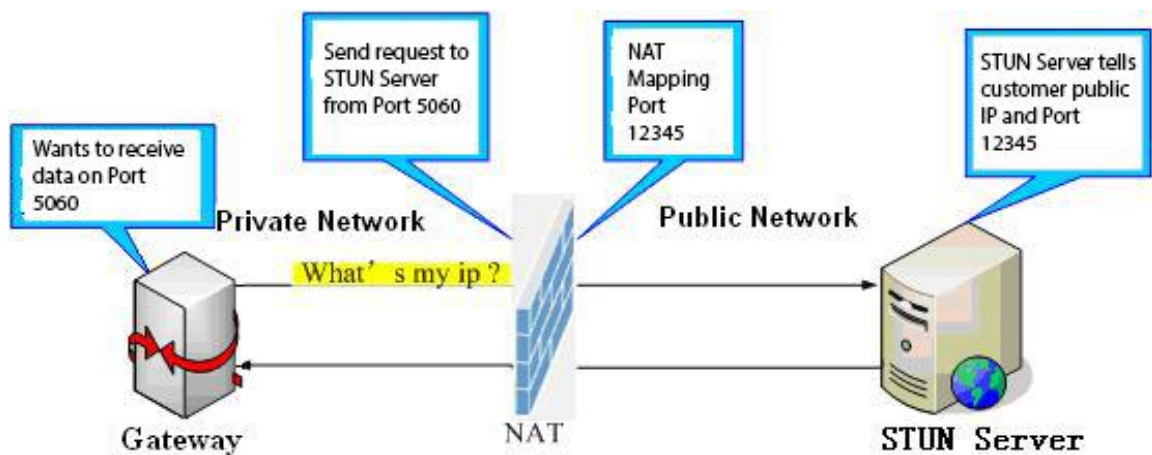 Send request to
STUN Server
from Port 5060
NAT
Mapping
Port
12345
STUN Server tells
customer public
IP and Port
12345
Wants to receive
data on Port
5060
Private Network
Public Network
What’s my ip ?
Gateway
NAT
STUN Server